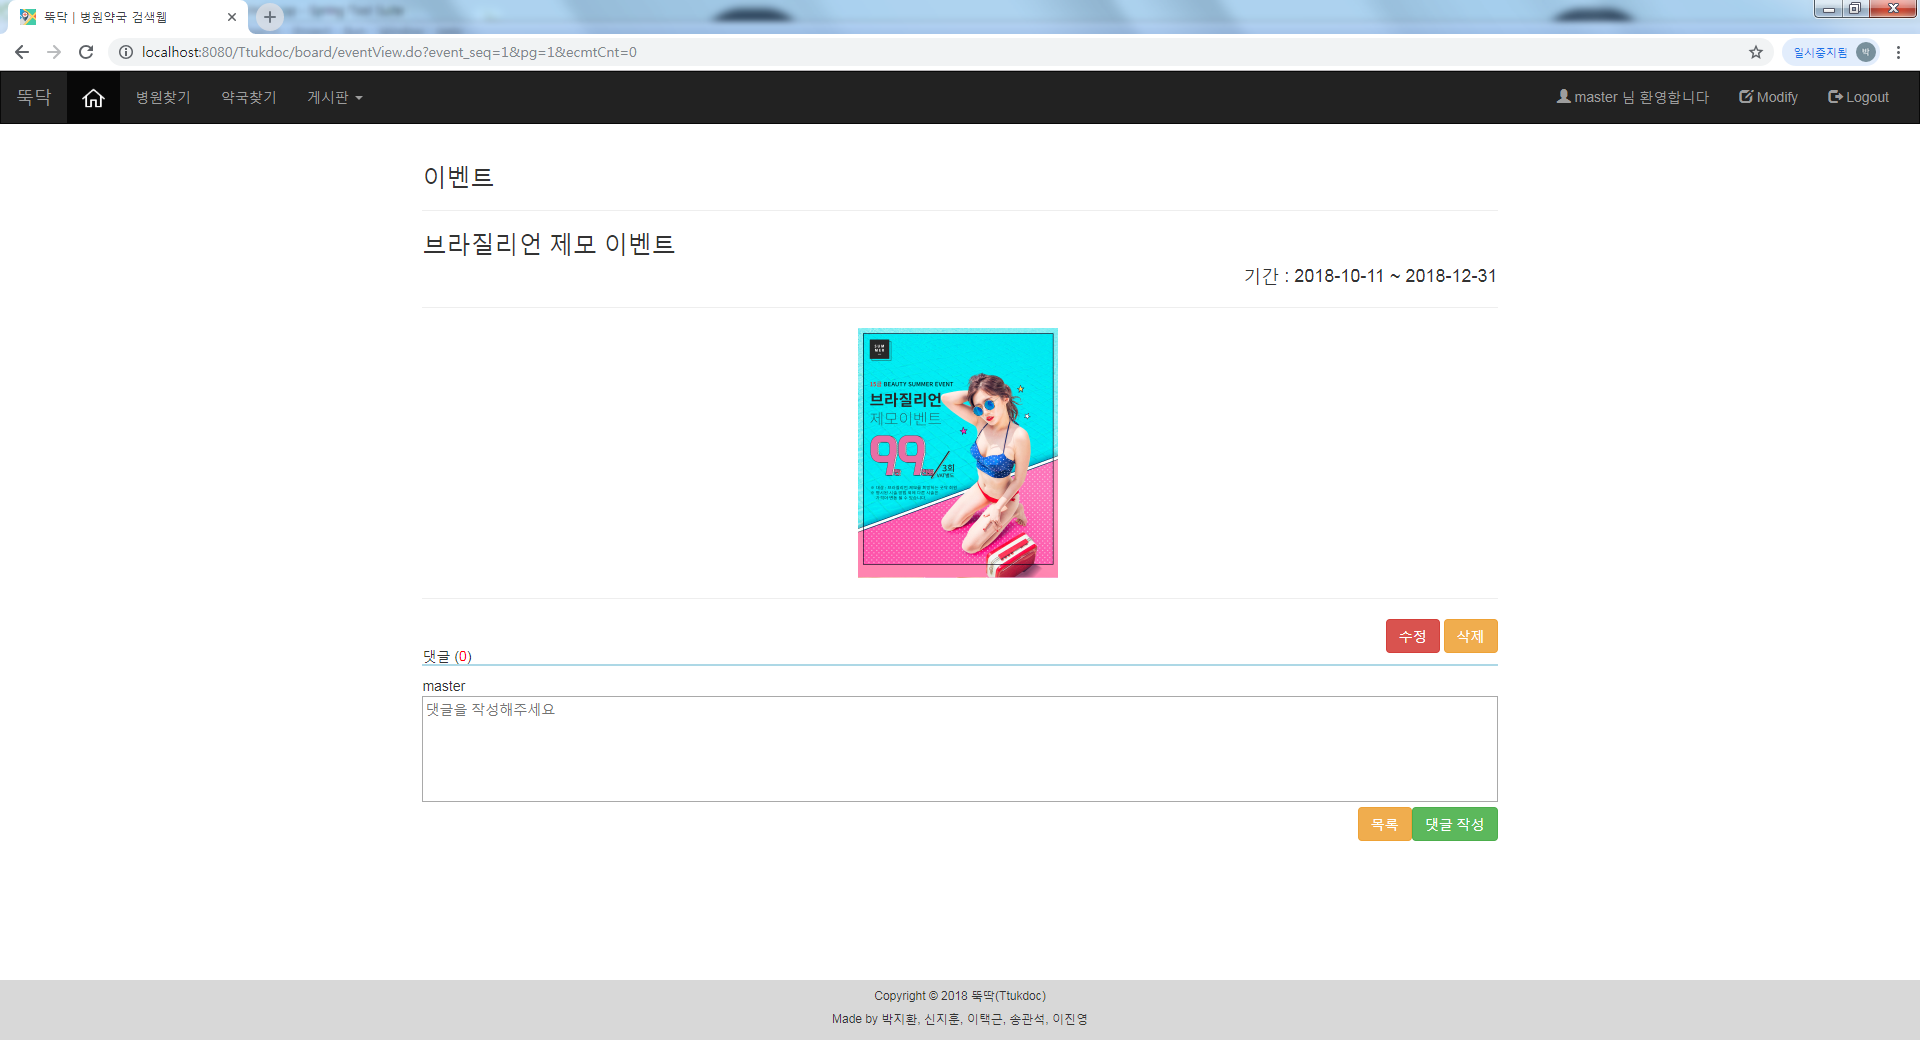 뚝닥 | 병원약국 검색웹
localhost:8080/Ttukdoc/board/eventView.do?event_seq=1&pg=1&ecmtCnt=0
일시중지됨 박
뚝닥 병원찾기 약국찾기 게시판 master 님 환영합니다 Modify Logout
이벤트
브라질리언 제모 이벤트
기간 : 2018-10-11 ~ 2018-12-31
SUM
MER
BEAUTY SUMMER EVENT
브라질리언
제모이벤트
9.9
3회
수정 삭제
댓글 (0)
master
댓글을 작성해주세요
목록 댓글 작성
Copyright © 2018 뚝딱(Ttukdoc)
Made by 박지환, 신지훈, 이택근, 송관석, 이진영